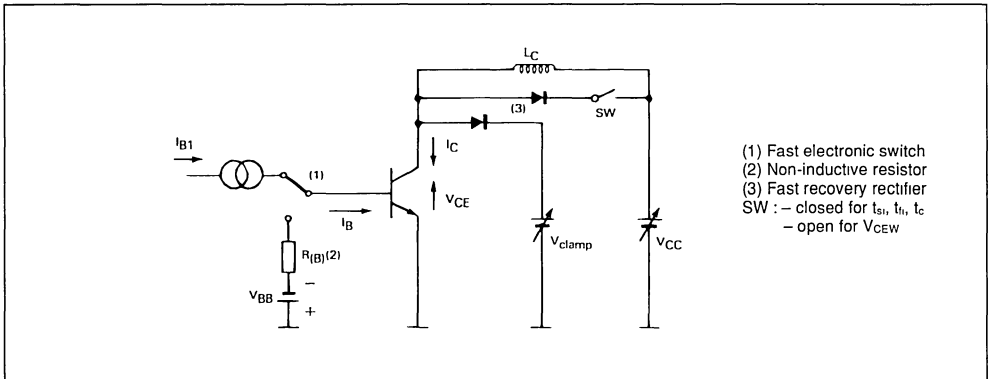 L_C
(3)
SW
I_B1
(1)
I_C
V_CE
I_B
R_(B)(2)
V_BB
−
+
V_clamp
V_CC
(1) Fast electronic switch
(2) Non-inductive resistor
(3) Fast recovery rectifier
SW : – closed for t_si, t_fi, t_c
– open for V_CEW